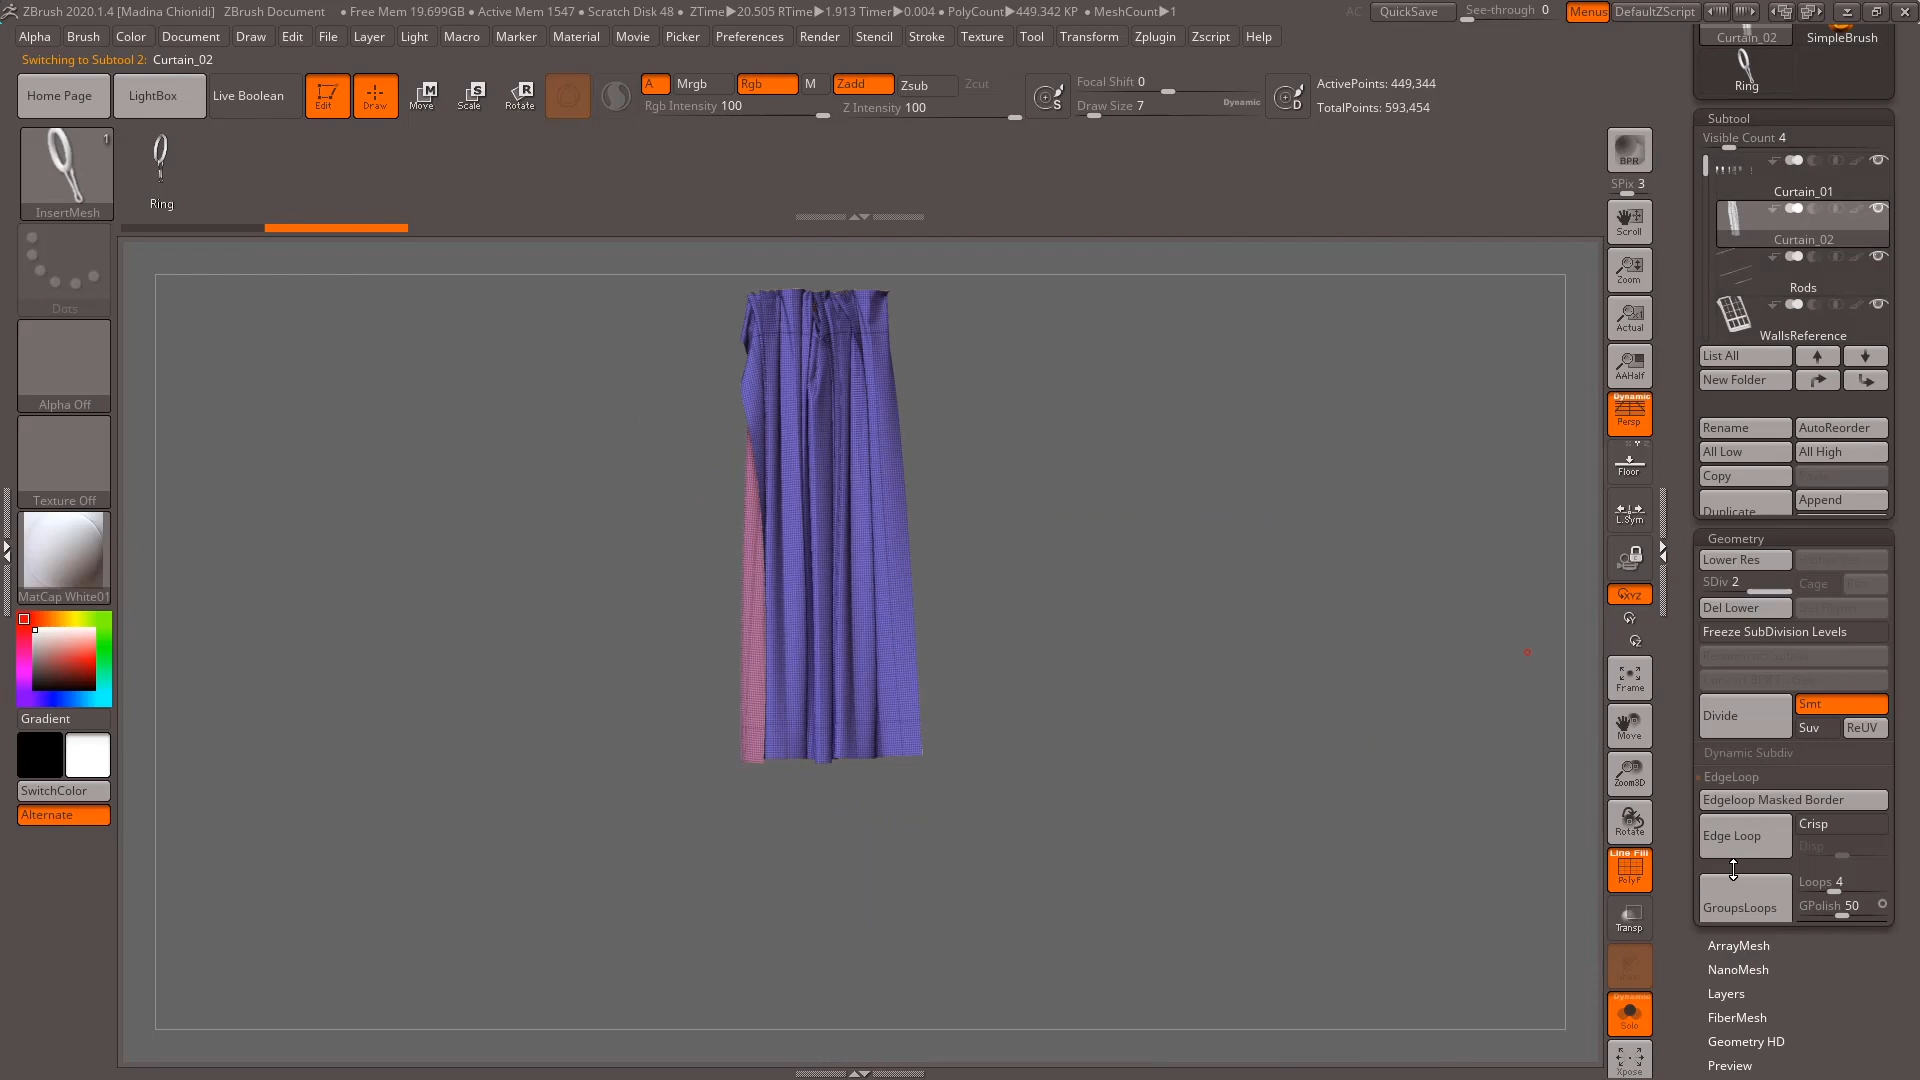 ZBrush 2020.1.4 [Madina Chionidi] ZBrush Document ● Free Mem 19.699GB ● Active Mem 1547 ● Scratch Disk 48 ● ZTime▶20.505 RTime▶1.913 Timer▶0.004 ● PolyCount▶449.342 KP ● MeshCount▶1 AC QuickSave See-through 0 Menus DefaultZScript
Alpha Brush Color Document Draw Edit File Layer Light Macro Marker Material Movie Picker Preferences Render Stencil Stroke Texture Tool Transform Zplugin Zscript Help
Switching to Subtool 2: Curtain_02
Home Page LightBox Live Boolean Edit Draw Move Scale Rotate
A Mrgb Rgb M Zadd Zsub Zcut
Rgb Intensity 100 Z Intensity 100
Focal Shift 0
Draw Size 7 Dynamic
ActivePoints: 449,344
TotalPoints: 593,454
1
InsertMesh
Ring
Dots
Alpha Off
Texture Off
MatCap White01
Gradient
SwitchColor
Alternate
BPR
SPix 3
Scroll
Zoom
Actual
AAHalf
Dynamic
Persp
Floor
L.Sym
XYZ
Frame
Move
Zoom3D
Rotate
Line Fill
PolyF
Transp
Dynamic
Solo
Xpose
Curtain_02 SimpleBrush
Ring
Subtool
Visible Count 4
Curtain_01
Curtain_02
Rods
WallsReference
List All
New Folder
Rename AutoReorder
All Low All High
Copy
Duplicate Append
Geometry
Lower Res
SDiv 2 Cage
Del Lower
Freeze SubDivision Levels
Divide Smt
Suv ReUV
Dynamic Subdiv
EdgeLoop
Edgeloop Masked Border
Edge Loop Crisp
Disp
Loops 4
GroupsLoops GPolish 50
ArrayMesh
NanoMesh
Layers
FiberMesh
Geometry HD
Preview